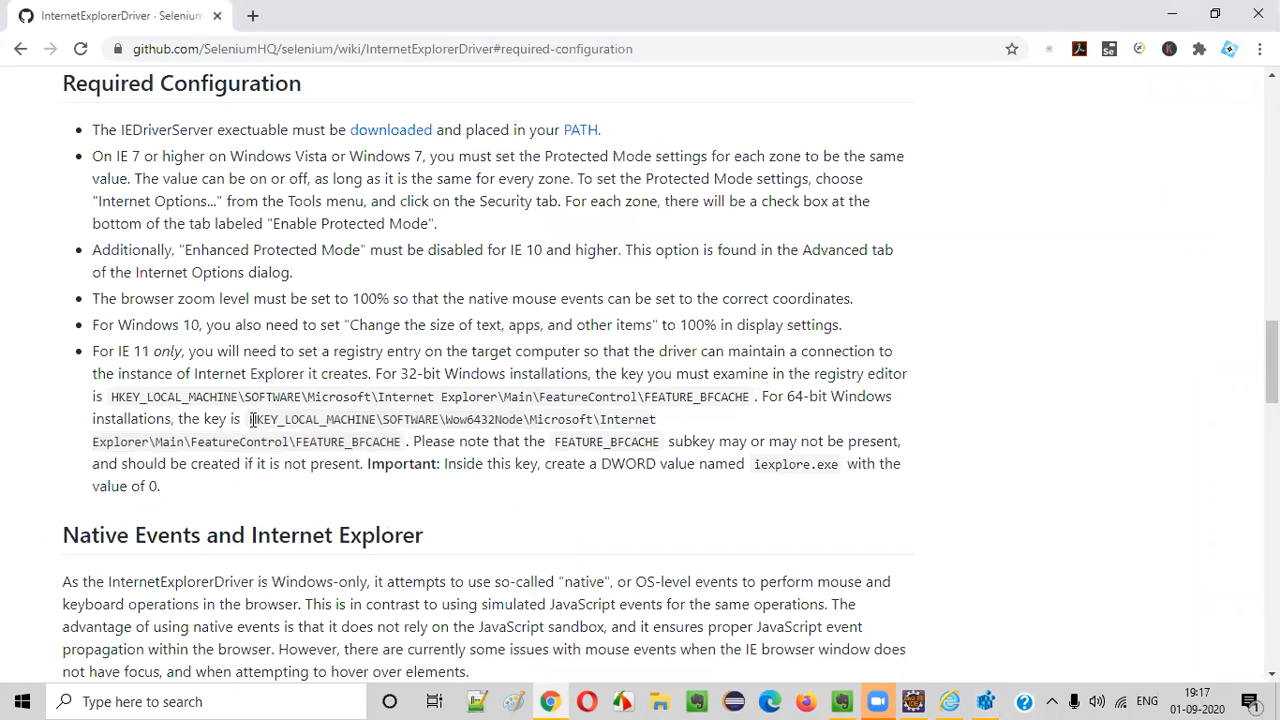 InternetExplorerDriver · Seleniu
github.com/SeleniumHQ/selenium/wiki/InternetExplorerDriver#required-configuration
Required Configuration
The IEDriverServer exectuable must be downloaded and placed in your PATH.
On IE 7 or higher on Windows Vista or Windows 7, you must set the Protected Mode settings for each zone to be the same
value. The value can be on or off, as long as it is the same for every zone. To set the Protected Mode settings, choose
"Internet Options..." from the Tools menu, and click on the Security tab. For each zone, there will be a check box at the
bottom of the tab labeled "Enable Protected Mode".
Additionally, "Enhanced Protected Mode" must be disabled for IE 10 and higher. This option is found in the Advanced tab
of the Internet Options dialog.
The browser zoom level must be set to 100% so that the native mouse events can be set to the correct coordinates.
For Windows 10, you also need to set "Change the size of text, apps, and other items" to 100% in display settings.
For IE 11 only, you will need to set a registry entry on the target computer so that the driver can maintain a connection to
the instance of Internet Explorer it creates. For 32-bit Windows installations, the key you must examine in the registry editor
is HKEY_LOCAL_MACHINE\SOFTWARE\Microsoft\Internet Explorer\Main\FeatureControl\FEATURE_BFCACHE . For 64-bit Windows
installations, the key is HKEY_LOCAL_MACHINE\SOFTWARE\Wow6432Node\Microsoft\Internet
Explorer\Main\FeatureControl\FEATURE_BFCACHE . Please note that the FEATURE_BFCACHE subkey may or may not be present,
and should be created if it is not present. Important: Inside this key, create a DWORD value named iexplore.exe with the
value of 0.
Native Events and Internet Explorer
As the InternetExplorerDriver is Windows-only, it attempts to use so-called "native", or OS-level events to perform mouse and
keyboard operations in the browser. This is in contrast to using simulated JavaScript events for the same operations. The
advantage of using native events is that it does not rely on the JavaScript sandbox, and it ensures proper JavaScript event
propagation within the browser. However, there are currently some issues with mouse events when the IE browser window does
not have focus, and when attempting to hover over elements.
Type here to search
ENG
19:17
01-09-2020